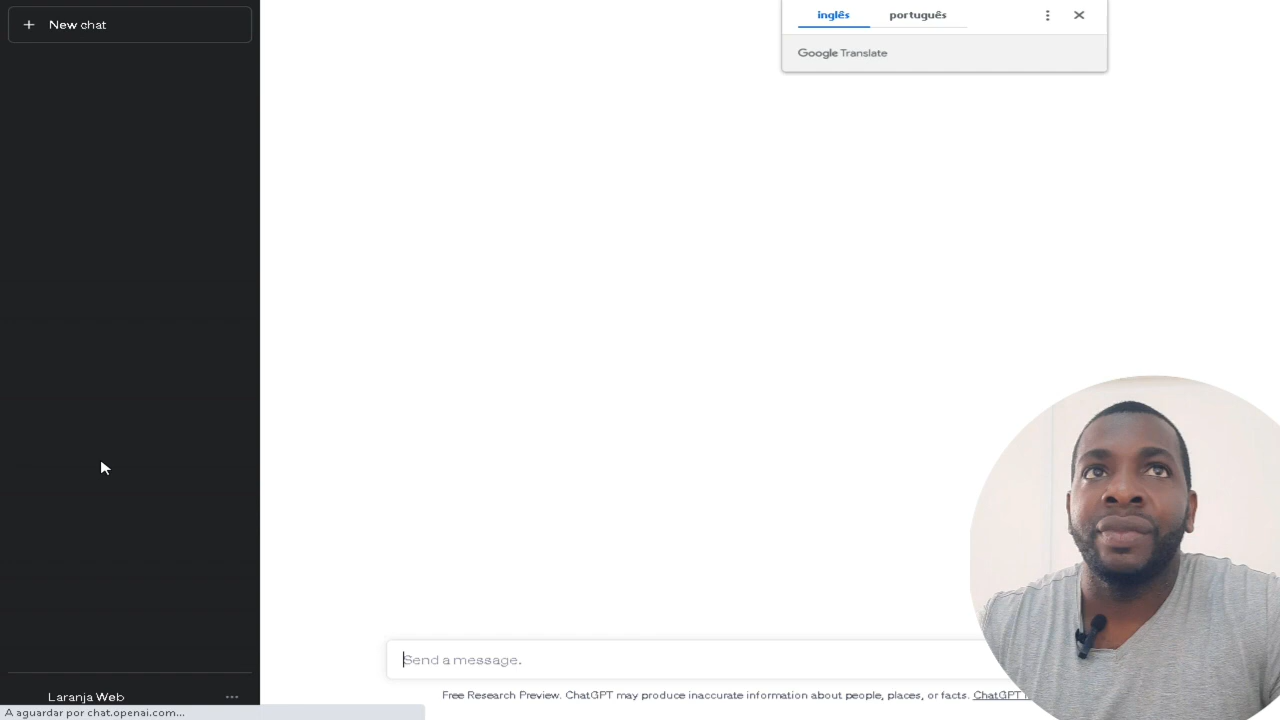 New chat
inglês português
Google Translate
Send a message.
Free Research Preview. ChatGPT may produce inaccurate information about people, places, or facts. ChatGPT
Laranja Web
A aguardar por chat.openai.com...